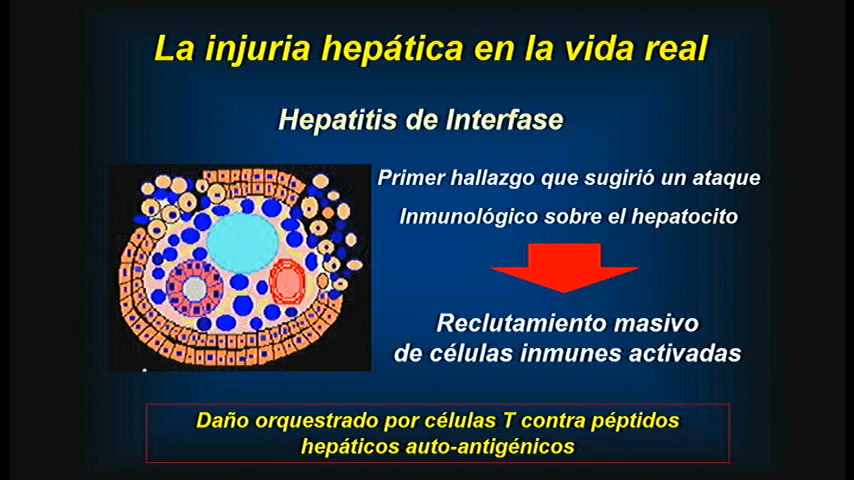 La injuria hepática en la vida real
Hepatitis de Interfase
Primer hallazgo que sugirió un ataque
Inmunológico sobre el hepatocito
Reclutamiento masivo
de células inmunes activadas
Daño orquestrado por células T contra péptidos
hepáticos auto-antigénicos